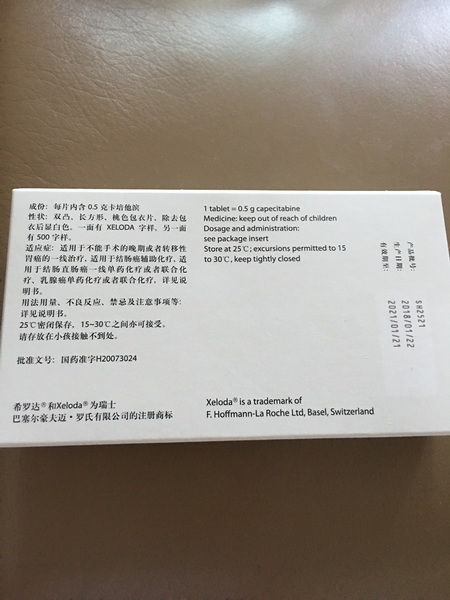 成份：每片内含 0.5 克卡培他滨
性状：双凸、长方形、桃色包衣片，除去包
衣后显白色。一面有 XELODA 字样，另一面
有 500 字样。
适应症：适用于不能手术的晚期或者转移性
胃癌的一线治疗，适用于结肠癌辅助化疗，适
用于结肠直肠癌一线单药化疗或者联合化
疗、乳腺癌单药化疗或者联合化疗，详见说
明书。
用法用量，不良反应，禁忌及注意事项等：
详见说明书。
25℃密闭保存，15~30℃之间亦可接受。
请存放在小孩接触不到处。
批准文号：国药准字H20073024
希罗达®和Xeloda®为瑞士
巴塞尔豪夫迈·罗氏有限公司的注册商标
1 tablet = 0.5 g capecitabine
Medicine: keep out of reach of children
Dosage and administration:
see package insert
Store at 25℃; excursions permitted to 15
to 30℃, keep tightly closed
Xeloda® is a trademark of
F. Hoffmann-La Roche Ltd, Basel, Switzerland
产品批号：SH2521
生产日期：2018/01/22
有效期至：2021/01/21